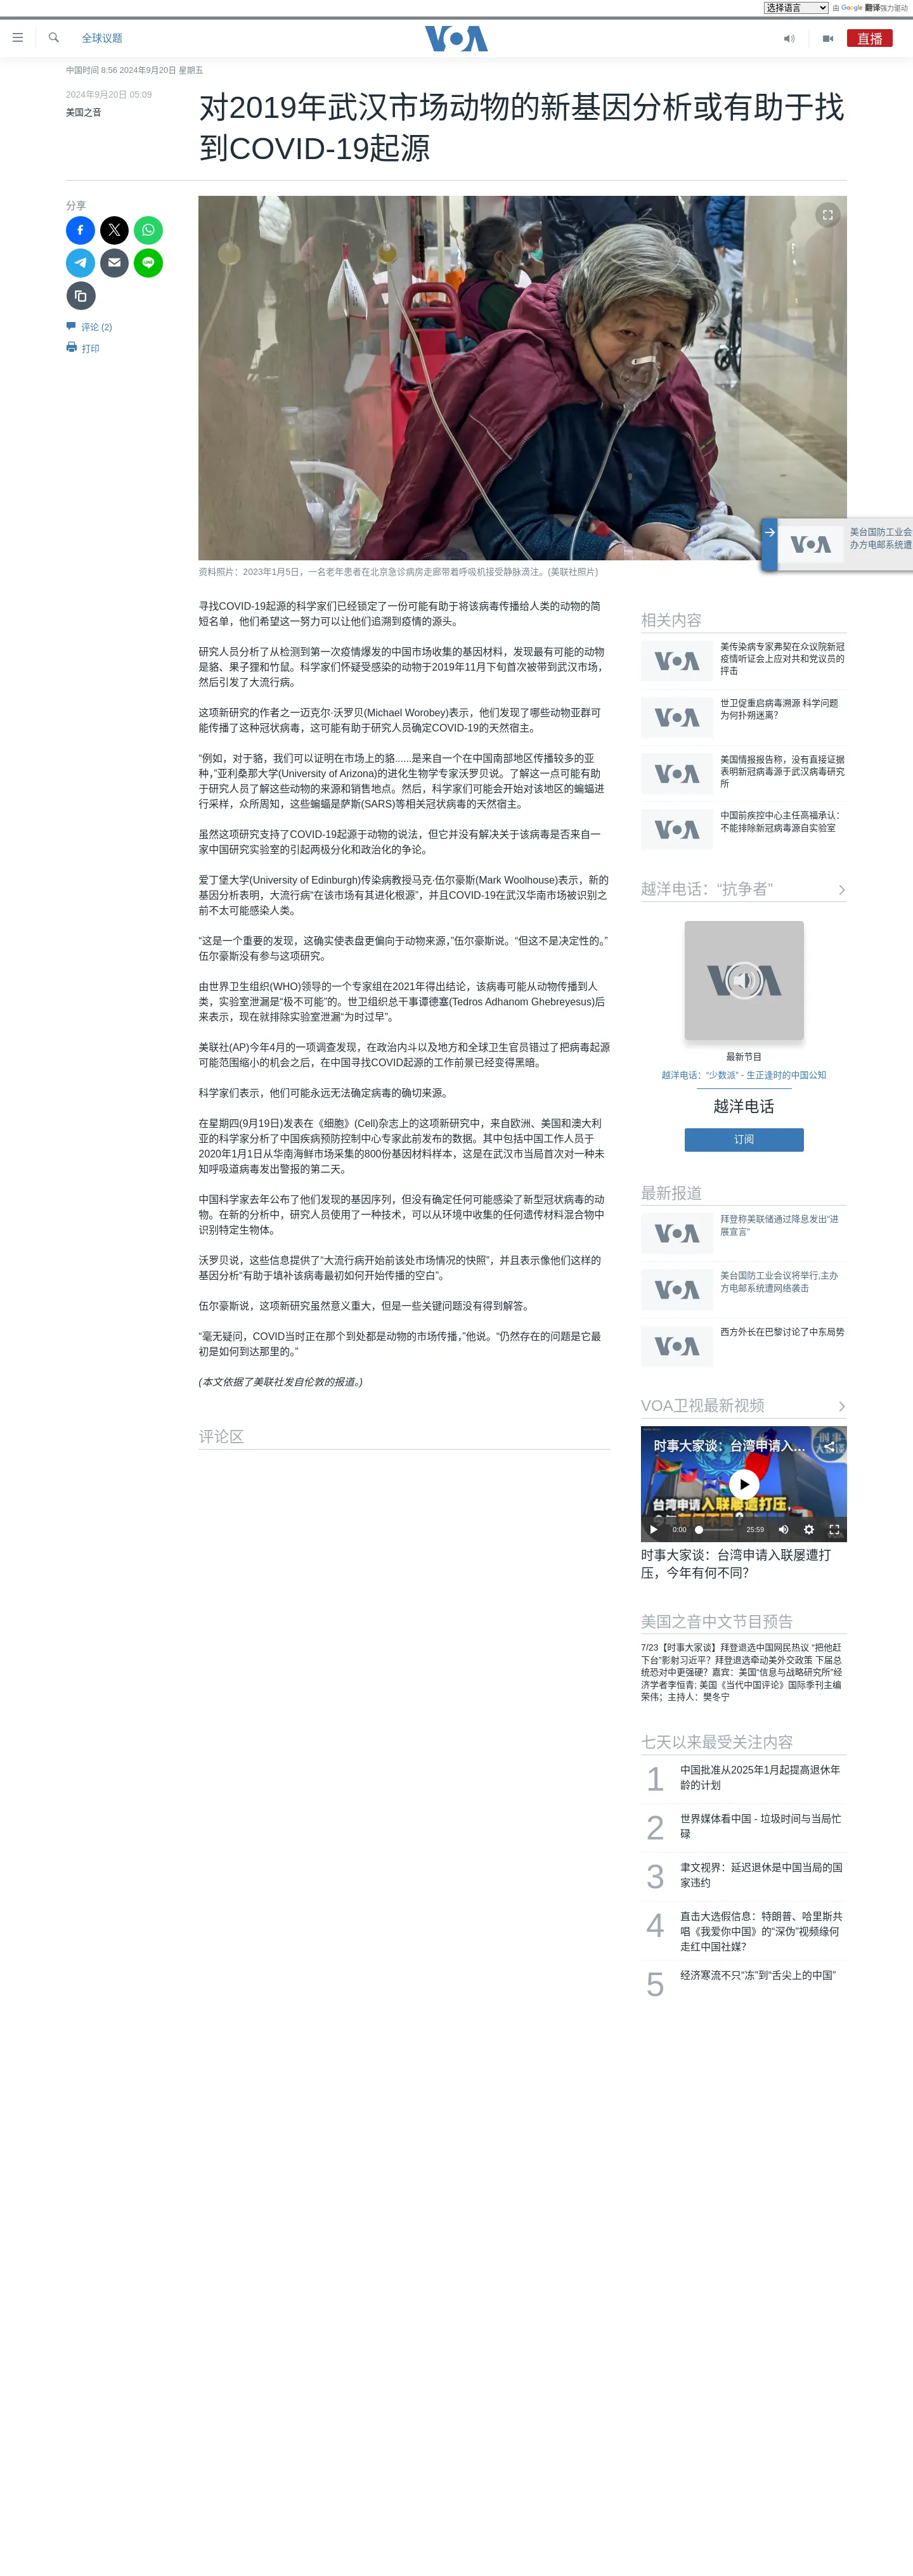 选择语言
由 Google 翻译强力驱动
全球议题
VOA
直播
中国时间 8:56 2024年9月20日 星期五
2024年9月20日 05:09
美国之音
对2019年武汉市场动物的新基因分析或有助于找
到COVID-19起源
分享
评论 (2)
打印
美台国防工业会
办方电邮系统遭
资料照片：2023年1月5日，一名老年患者在北京急诊病房走廊带着呼吸机接受静脉滴注。(美联社照片)
寻找COVID-19起源的科学家们已经锁定了一份可能有助于将该病毒传播给人类的动物的简
短名单，他们希望这一努力可以让他们追溯到疫情的源头。
研究人员分析了从检测到第一次疫情爆发的中国市场收集的基因材料，发现最有可能的动物
是貉、果子狸和竹鼠。科学家们怀疑受感染的动物于2019年11月下旬首次被带到武汉市场，
然后引发了大流行病。
这项新研究的作者之一迈克尔·沃罗贝(Michael Worobey)表示，他们发现了哪些动物亚群可
能传播了这种冠状病毒，这可能有助于研究人员确定COVID-19的天然宿主。
“例如，对于貉，我们可以证明在市场上的貉......是来自一个在中国南部地区传播较多的亚
种，”亚利桑那大学(University of Arizona)的进化生物学专家沃罗贝说。了解这一点可能有助
于研究人员了解这些动物的来源和销售地点。然后，科学家们可能会开始对该地区的蝙蝠进
行采样，众所周知，这些蝙蝠是萨斯(SARS)等相关冠状病毒的天然宿主。
虽然这项研究支持了COVID-19起源于动物的说法，但它并没有解决关于该病毒是否来自一
家中国研究实验室的引起两极分化和政治化的争论。
爱丁堡大学(University of Edinburgh)传染病教授马克·伍尔豪斯(Mark Woolhouse)表示，新的
基因分析表明，大流行病“在该市场有其进化根源”，并且COVID-19在武汉华南市场被识别之
前不太可能感染人类。
“这是一个重要的发现，这确实使表盘更偏向于动物来源，”伍尔豪斯说。“但这不是决定性的。”
伍尔豪斯没有参与这项研究。
由世界卫生组织(WHO)领导的一个专家组在2021年得出结论，该病毒可能从动物传播到人
类，实验室泄漏是“极不可能”的。世卫组织总干事谭德塞(Tedros Adhanom Ghebreyesus)后
来表示，现在就排除实验室泄漏“为时过早”。
美联社(AP)今年4月的一项调查发现，在政治内斗以及地方和全球卫生官员错过了把病毒起源
可能范围缩小的机会之后，在中国寻找COVID起源的工作前景已经变得黑暗。
科学家们表示，他们可能永远无法确定病毒的确切来源。
在星期四(9月19日)发表在《细胞》(Cell)杂志上的这项新研究中，来自欧洲、美国和澳大利
亚的科学家分析了中国疾病预防控制中心专家此前发布的数据。其中包括中国工作人员于
2020年1月1日从华南海鲜市场采集的800份基因材料样本，这是在武汉市当局首次对一种未
知呼吸道病毒发出警报的第二天。
中国科学家去年公布了他们发现的基因序列，但没有确定任何可能感染了新型冠状病毒的动
物。在新的分析中，研究人员使用了一种技术，可以从环境中收集的任何遗传材料混合物中
识别特定生物体。
沃罗贝说，这些信息提供了“大流行病开始前该处市场情况的快照”，并且表示像他们这样的
基因分析“有助于填补该病毒最初如何开始传播的空白”。
伍尔豪斯说，这项新研究虽然意义重大，但是一些关键问题没有得到解答。
“毫无疑问，COVID当时正在那个到处都是动物的市场传播，”他说。“仍然存在的问题是它最
初是如何到达那里的。”
(本文依据了美联社发自伦敦的报道。)
评论区
相关内容
美传染病专家弗契在众议院新冠
疫情听证会上应对共和党议员的
抨击
世卫促重启病毒溯源 科学问题
为何扑朔迷离？
美国情报报告称，没有直接证据
表明新冠病毒源于武汉病毒研究
所
中国前疾控中心主任高福承认：
不能排除新冠病毒源自实验室
越洋电话：“抗争者”
最新节目
越洋电话：“少数派” - 生正逢时的中国公知
越洋电话
订阅
最新报道
拜登称美联储通过降息发出“进
展宣言”
美台国防工业会议将举行,主办
方电邮系统遭网络袭击
西方外长在巴黎讨论了中东局势
VOA卫视最新视频
时事大家谈：台湾申请入...
时事大家谈
台湾申请入联屡遭打压，
今年有何不同？
0:00
25:59
时事大家谈：台湾申请入联屡遭打
压，今年有何不同？
美国之音中文节目预告
7/23【时事大家谈】拜登退选中国网民热议 “把他赶
下台”影射习近平？拜登退选牵动美外交政策 下届总
统恐对中更强硬？嘉宾：美国“信息与战略研究所”经
济学者李恒青; 美国《当代中国评论》国际季刊主编
荣伟；主持人：樊冬宁
七天以来最受关注内容
1 中国批准从2025年1月起提高退休年
龄的计划
2 世界媒体看中国 - 垃圾时间与当局忙
碌
3 聿文视界：延迟退休是中国当局的国
家违约
4 直击大选假信息：特朗普、哈里斯共
唱《我爱你中国》的“深伪”视频缘何
走红中国社媒？
5 经济寒流不只“冻”到“舌尖上的中国”